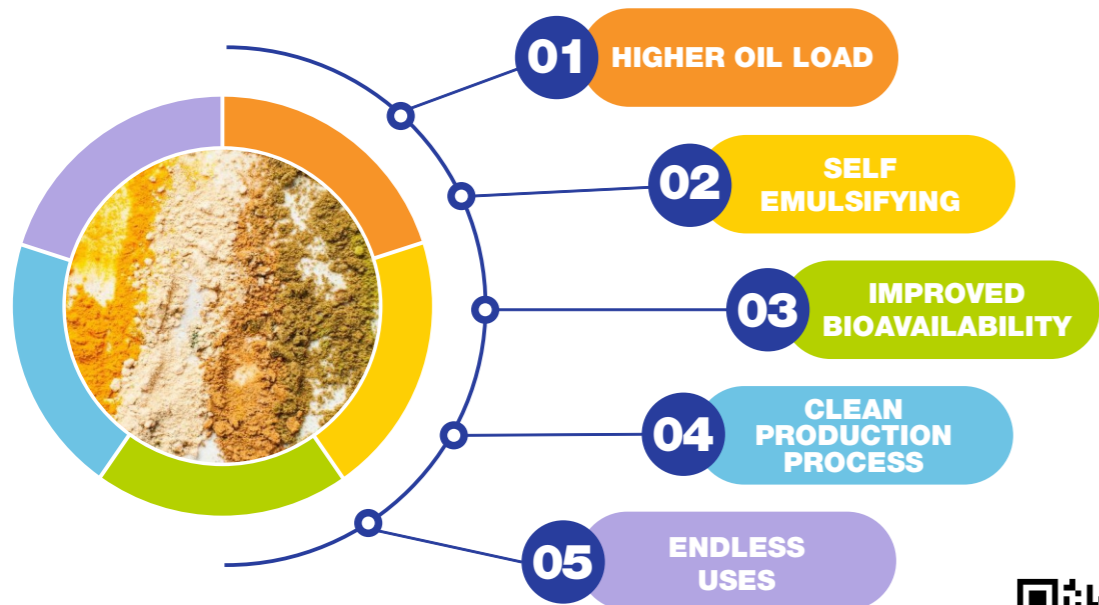 01
HIGHER OIL LOAD
02
SELF
EMULSIFYING
03
IMPROVED
BIOAVAILABILITY
04
CLEAN
PRODUCTION
PROCESS
05
ENDLESS
USES